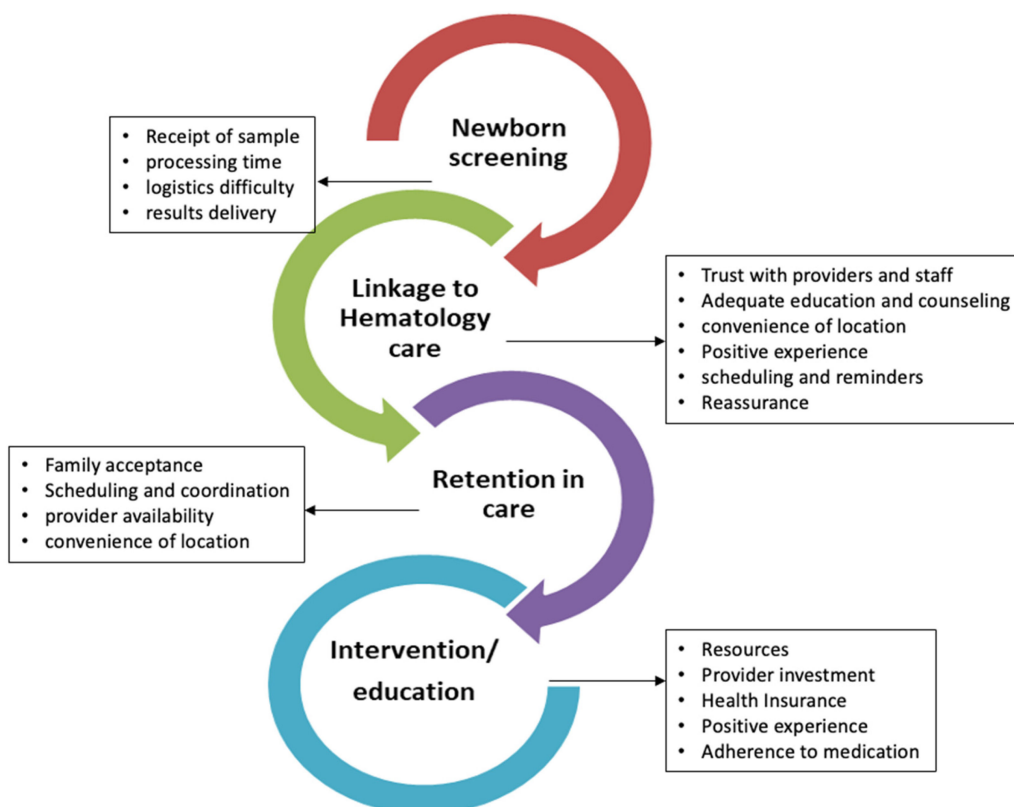 Newborn
screening
• Receipt of sample
• processing time
• logistics difficulty
• results delivery
Linkage to
Hematology
care
• Trust with providers and staff
• Adequate education and counseling
• convenience of location
• Positive experience
• scheduling and reminders
• Reassurance
Retention in
care
• Family acceptance
• Scheduling and coordination
• provider availability
• convenience of location
Intervention/
education
• Resources
• Provider investment
• Health Insurance
• Positive experience
• Adherence to medication